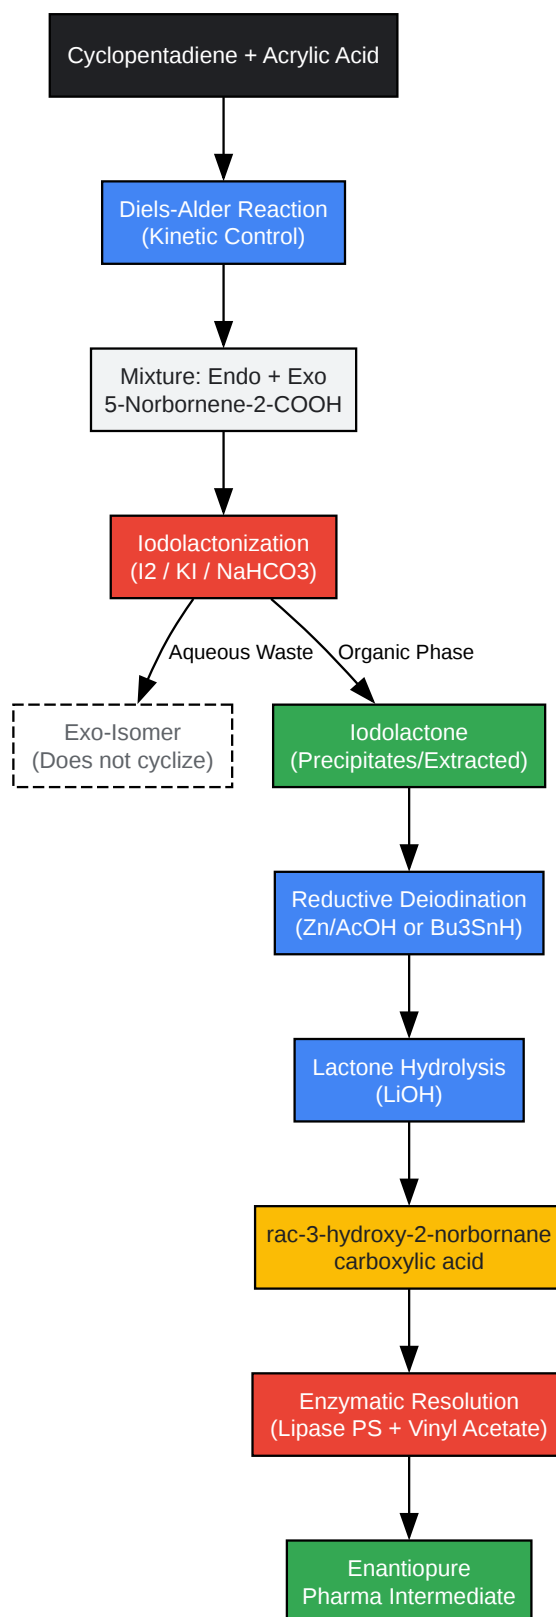 Cyclopentadiene + Acrylic Acid
Diels-Alder Reaction
(Kinetic Control)
Mixture: Endo + Exo
5-Norbornene-2-COOH
Iodolactonization
(I2 / KI / NaHCO3)
Aqueous Waste
Organic Phase
Exo-Isomer
(Does not cyclize)
Iodolactone
(Precipitates/Extracted)
Reductive Deiodination
(Zn/AcOH or Bu3SnH)
Lactone Hydrolysis
(LiOH)
rac-3-hydroxy-2-norbornane
carboxylic acid
Enzymatic Resolution
(Lipase PS + Vinyl Acetate)
Enantiopure
Pharma Intermediate